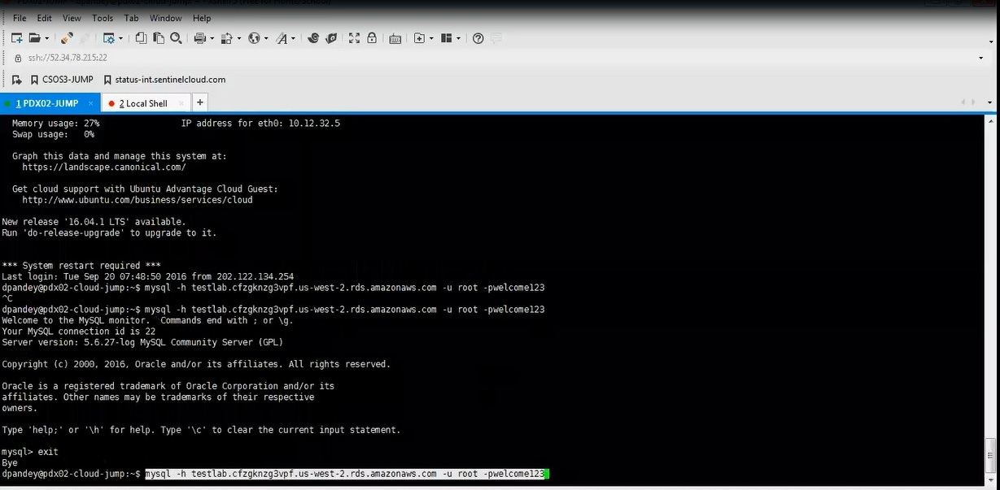 File Edit View Tools Tab Window Help
ssh://52.34.78.215:22
CSOS3-JUMP status-int.sentinelcloud.com
1 PDX02-JUMP × 2 Local Shell × +
Memory usage: 27% IP address for eth0: 10.12.32.5
Swap usage: 0%
Graph this data and manage this system at:
https://landscape.canonical.com/
Get cloud support with Ubuntu Advantage Cloud Guest:
http://www.ubuntu.com/business/services/cloud
New release '16.04.1 LTS' available.
Run 'do-release-upgrade' to upgrade to it.
*** System restart required ***
Last login: Tue Sep 20 07:48:50 2016 from 202.122.134.254
dpandey@pdx02-cloud-jump:~$ mysql -h testlab.cfzgknzg3vpf.us-west-2.rds.amazonaws.com -u root -pwelcome123
^C
dpandey@pdx02-cloud-jump:~$ mysql -h testlab.cfzgknzg3vpf.us-west-2.rds.amazonaws.com -u root -pwelcome123
Welcome to the MySQL monitor. Commands end with ; or \g.
Your MySQL connection id is 22
Server version: 5.6.27-log MySQL Community Server (GPL)
Copyright (c) 2000, 2016, Oracle and/or its affiliates. All rights reserved.
Oracle is a registered trademark of Oracle Corporation and/or its
affiliates. Other names may be trademarks of their respective
owners.
Type 'help;' or '\h' for help. Type '\c' to clear the current input statement.
mysql> exit
Bye
dpandey@pdx02-cloud-jump:~$ mysql -h testlab.cfzgknzg3vpf.us-west-2.rds.amazonaws.com -u root -pwelcome123